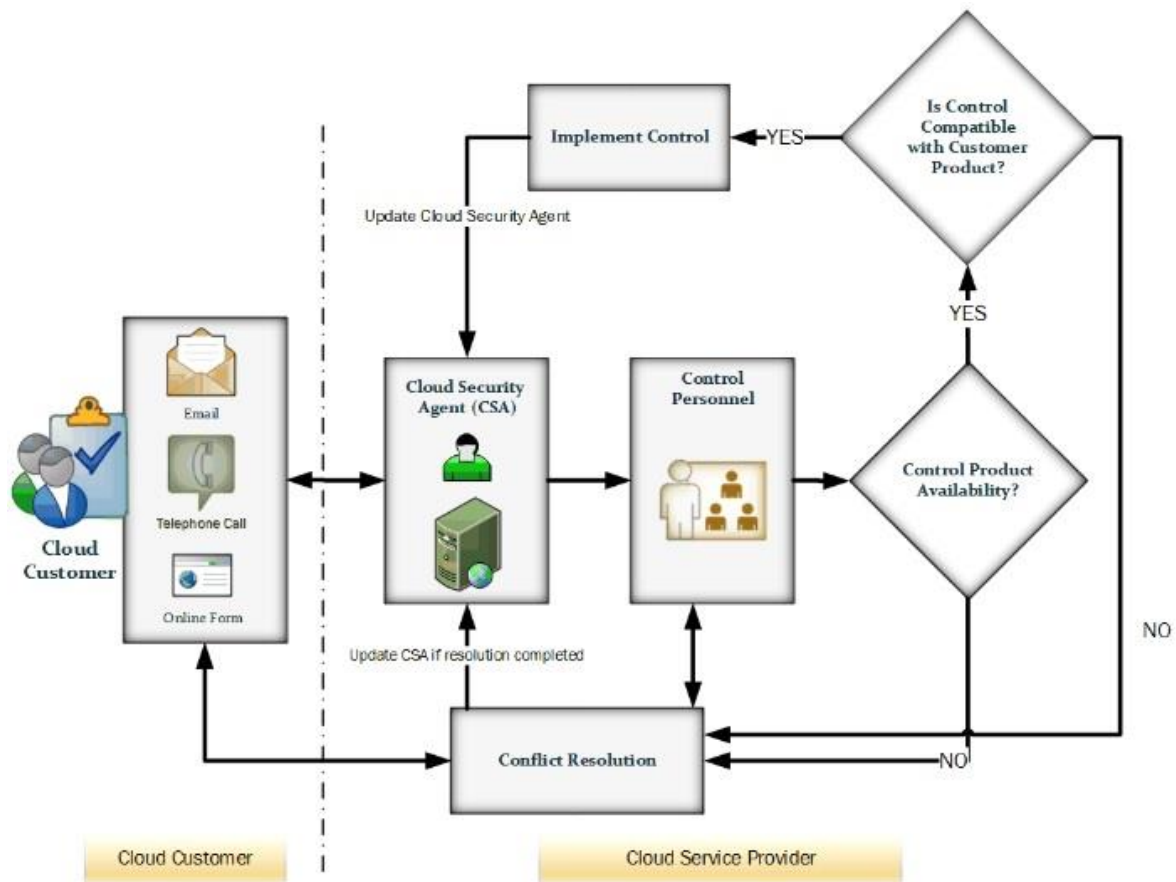 Is Control
Compatible
with Customer
Product?
YES
Implement Control
Update Cloud Security Agent
YES
Email
Telephone Call
Online Form
Cloud
Customer
Cloud Security
Agent (CSA)
Control
Personnel
Control Product
Availability?
NO
Update CSA if resolution completed
Conflict Resolution
NO
Cloud Customer
Cloud Service Provider